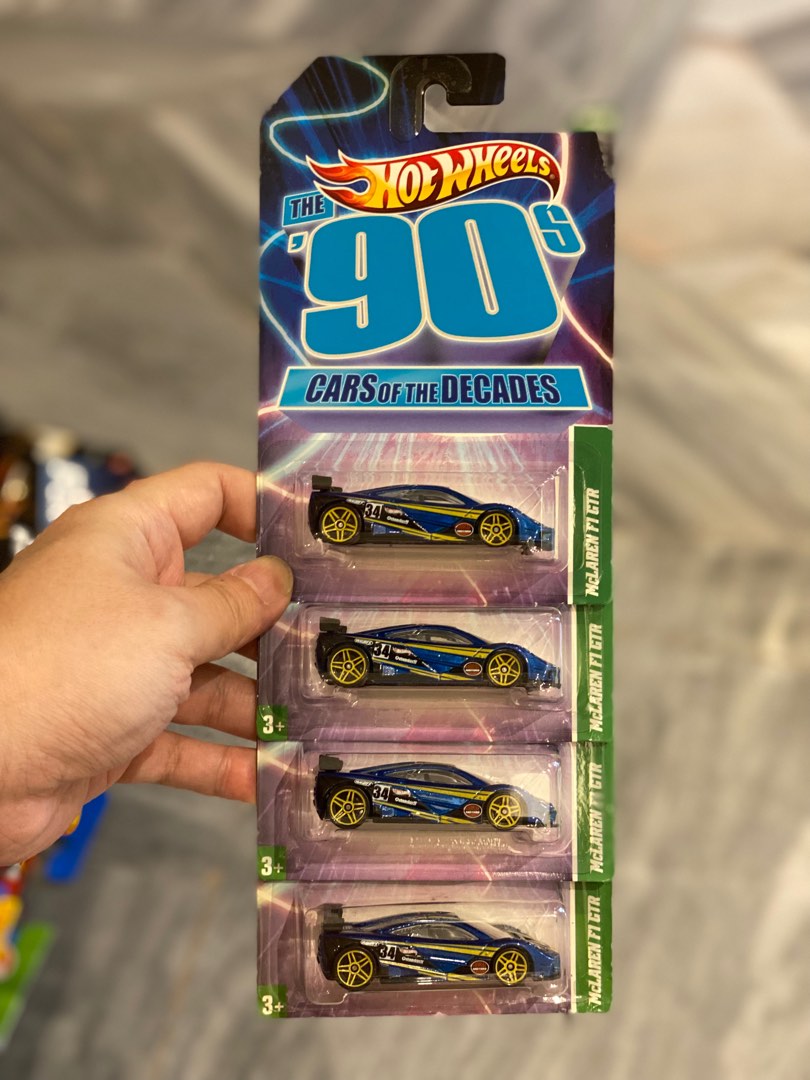 HOT WHEELS
THE
'90s
CARS OF THE DECADES
34
McLAREN F1 GTR
34
3+
McLAREN F1 GTR
34
3+
McLAREN F1 GTR
34
3+
McLAREN F1 GTR